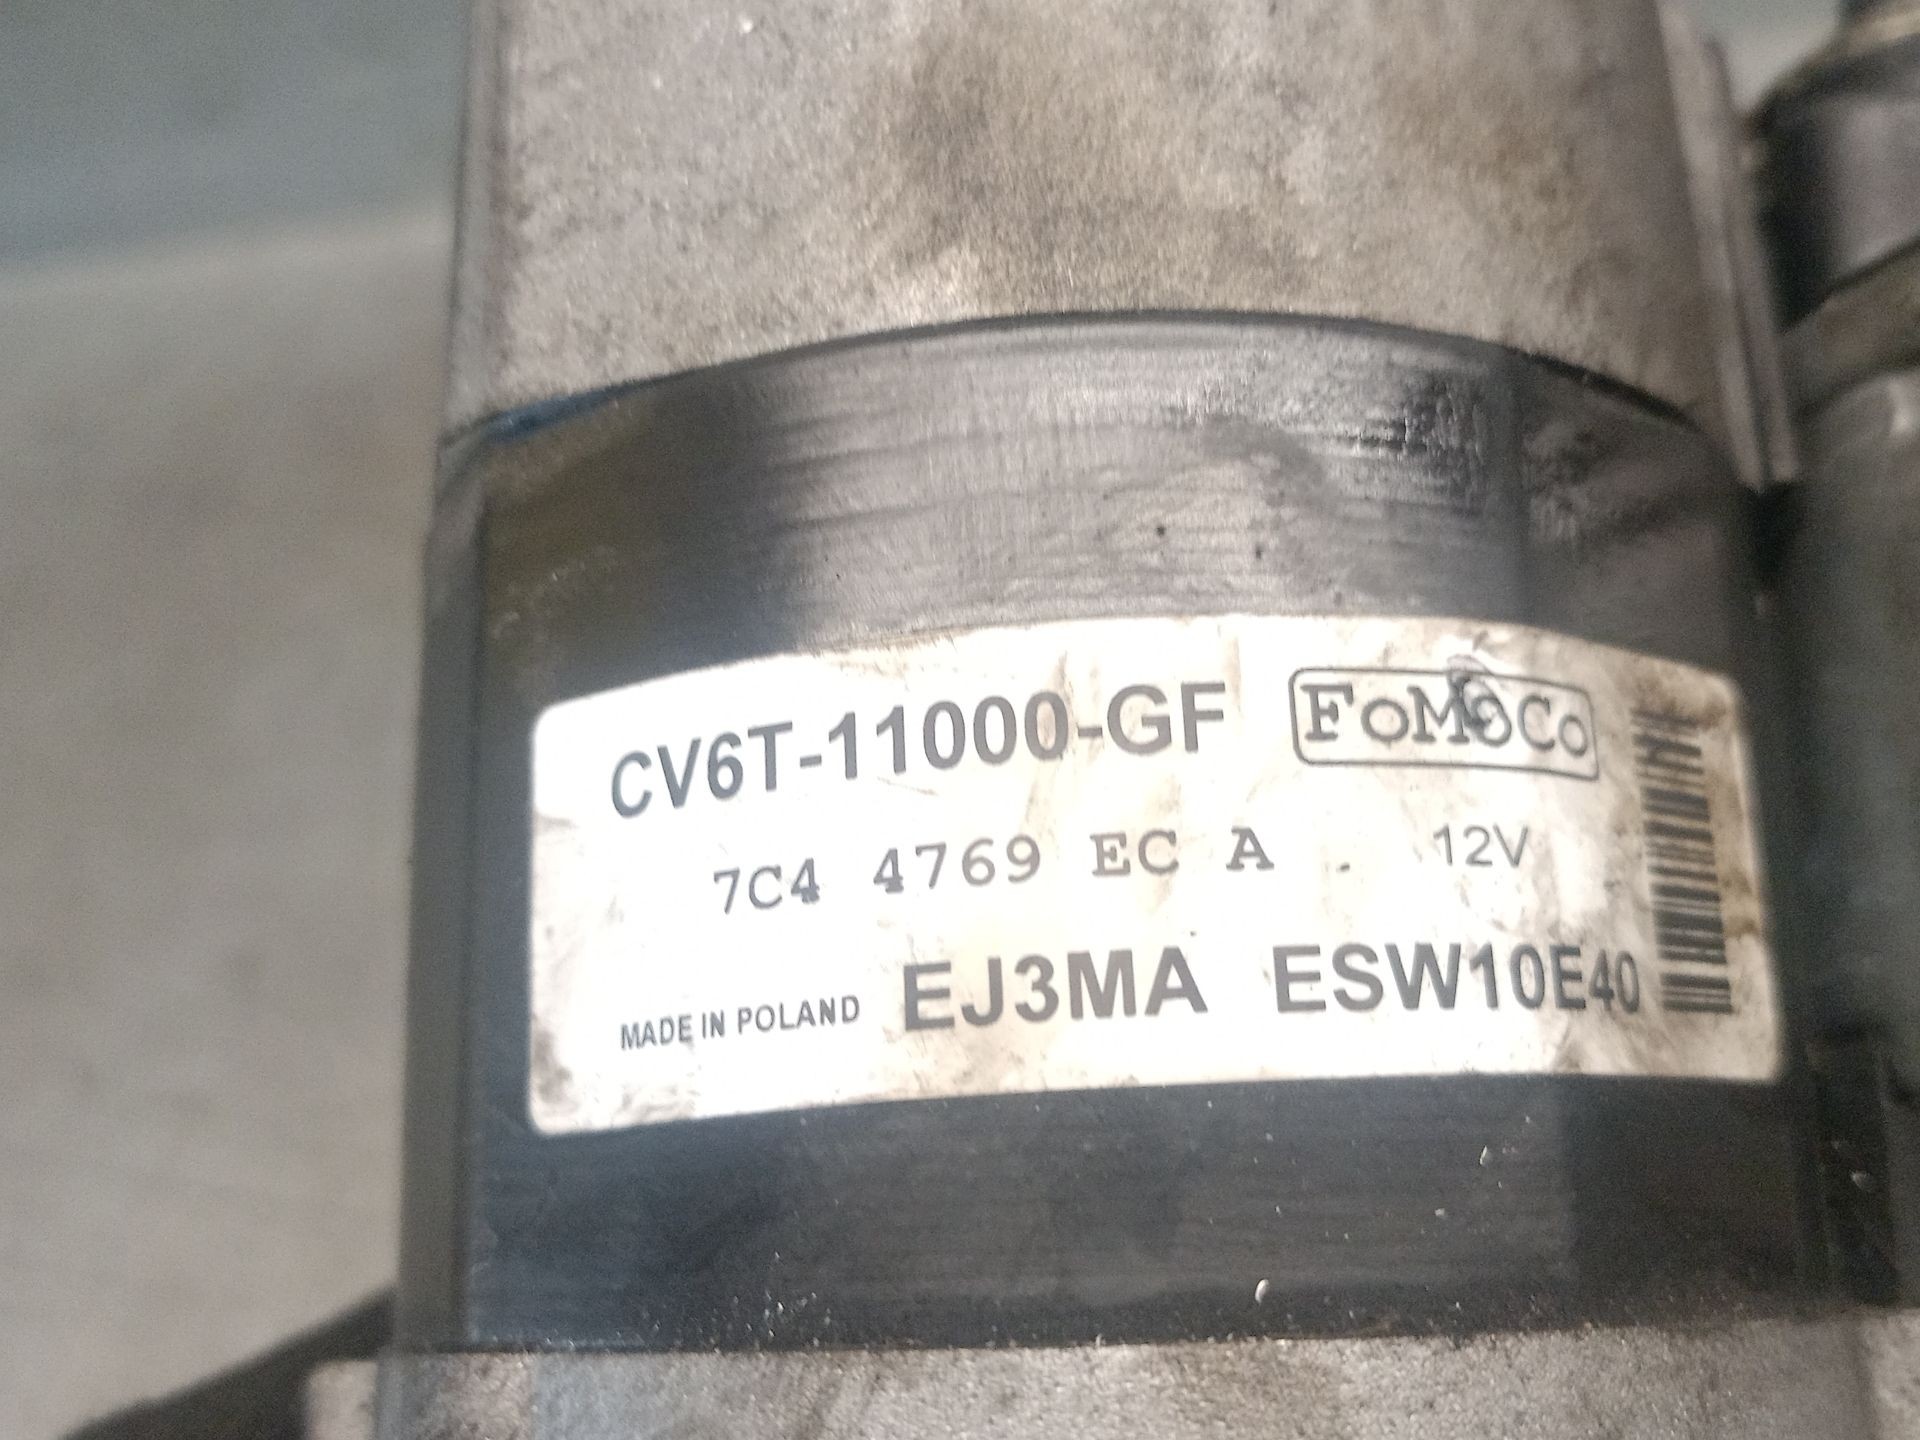 CV6T-11000-GF FoMoCo
7C4 4769 EC A . 12V
MADE IN POLAND EJ3MA ESW10E40